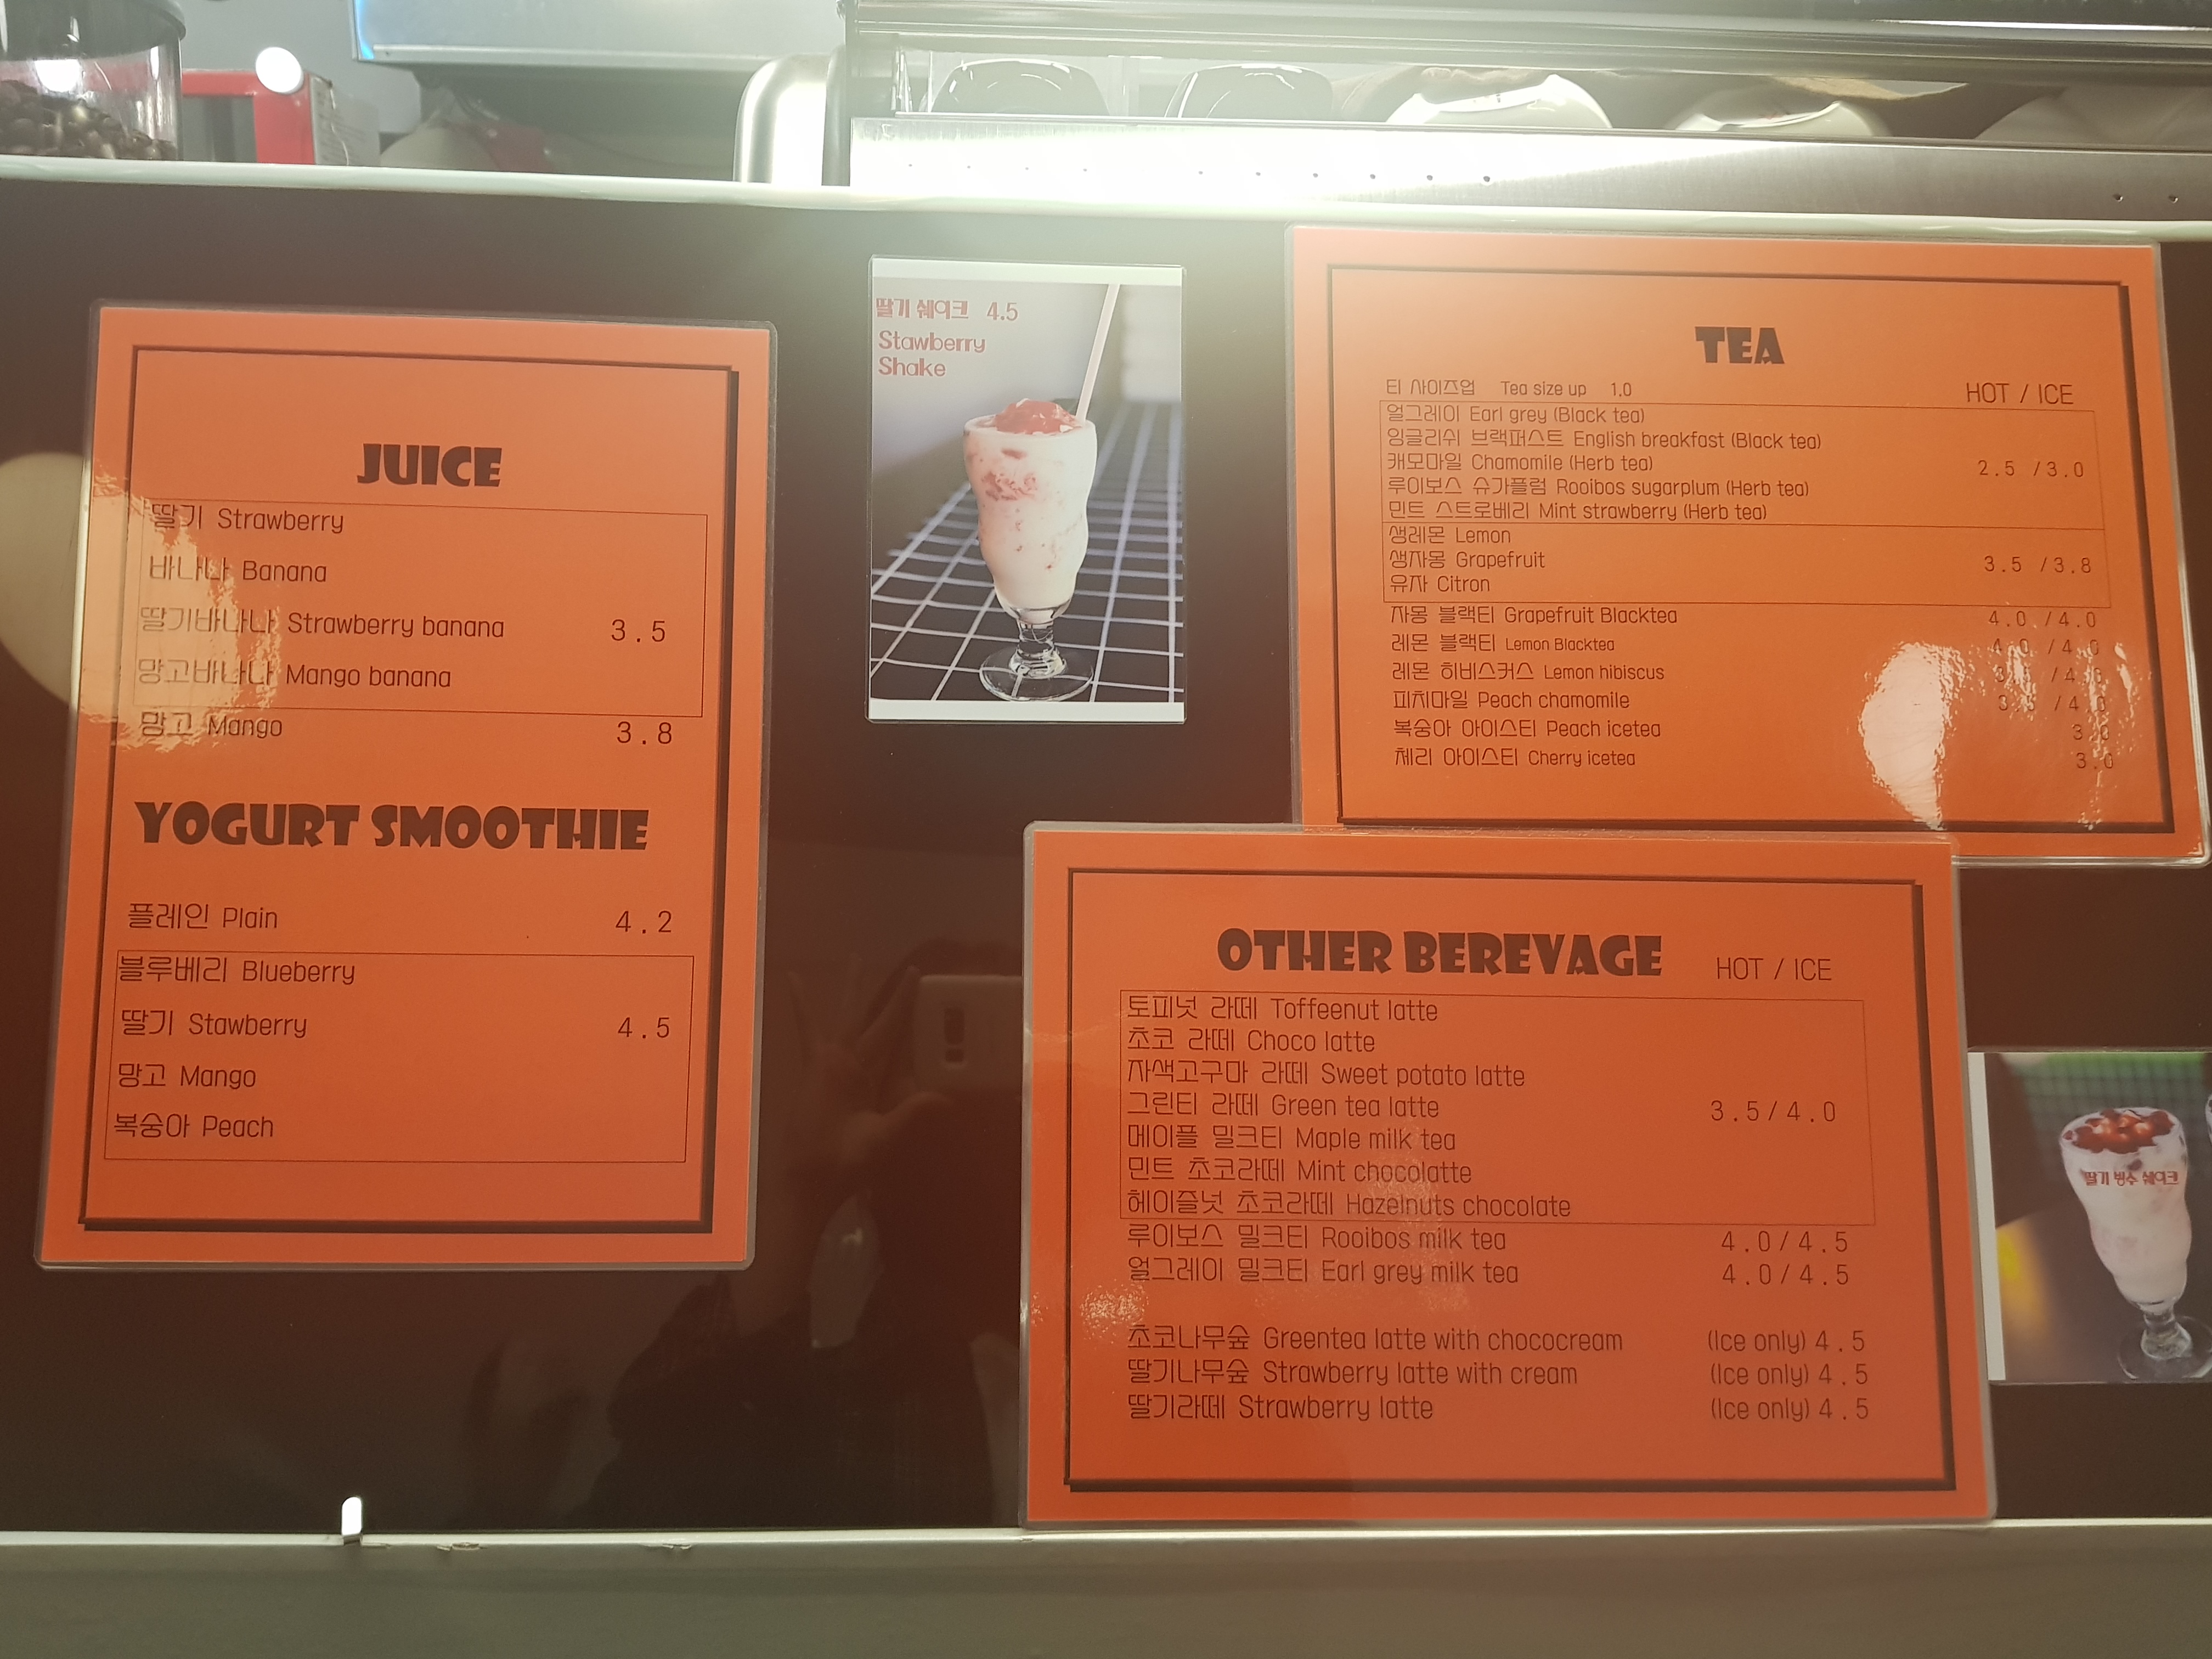 JUICE
딸기 Strawberry
바나나 Banana
딸기바나나 Strawberry banana 3.5
망고바나나 Mango banana
망고 Mango 3.8
YOGURT SMOOTHIE
플레인 Plain 4.2
블루베리 Blueberry
딸기 Stawberry 4.5
망고 Mango
복숭아 Peach
딸기 쉐이크 4.5
Stawberry
Shake
TEA
티 사이즈업 Tea size up 1.0 HOT / ICE
얼그레이 Earl grey (Black tea)
잉글리쉬 브랙퍼스트 English breakfast (Black tea)
캐모마일 Chamomile (Herb tea) 2.5 /3.0
루이보스 슈가플럼 Rooibos sugarplum (Herb tea)
민트 스트로베리 Mint strawberry (Herb tea)
생레몬 Lemon
생자몽 Grapefruit 3.5 /3.8
유자 Citron
자몽 블랙티 Grapefruit Blacktea 4.0 /4.0
레몬 블랙티 Lemon Blacktea 4.0 /4.0
레몬 히비스커스 Lemon hibiscus
피치마일 Peach chamomile
복숭아 아이스티 Peach icetea
체리 아이스티 Cherry icetea 3.0
OTHER BEREVAGE HOT / ICE
토피넛 라떼 Toffeenut latte
초코 라떼 Choco latte
자색고구마 라떼 Sweet potato latte
그린티 라떼 Green tea latte 3.5/4.0
메이플 밀크티 Maple milk tea
민트 초코라떼 Mint chocolatte
헤이즐넛 초코라떼 Hazelnuts chocolate
루이보스 밀크티 Rooibos milk tea 4.0/4.5
얼그레이 밀크티 Earl grey milk tea 4.0/4.5
초코나무숲 Greentea latte with chococream (Ice only) 4.5
딸기나무숲 Strawberry latte with cream (Ice only) 4.5
딸기라떼 Strawberry latte (Ice only) 4.5
딸기 빙수 쉐이크